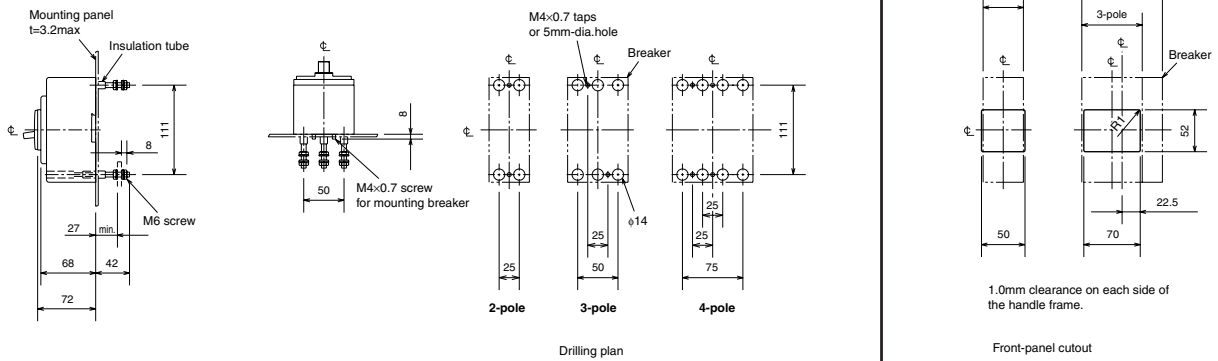 Mounting panel
t=3.2max
Insulation tube
℄
℄
111
8
M6 screw
27
min.
68
42
72
℄
8
50
M4×0.7 screw
for mounting breaker
M4×0.7 taps
or 5mm-dia.hole
Breaker
℄
℄
℄
℄
111
φ14
25
25
50
25
25
75
2-pole
3-pole
4-pole
Drilling plan
3-pole
℄
℄
℄
Breaker
℄
R1
52
22.5
50
70
1.0mm clearance on each side of
the handle frame.
Front-panel cutout